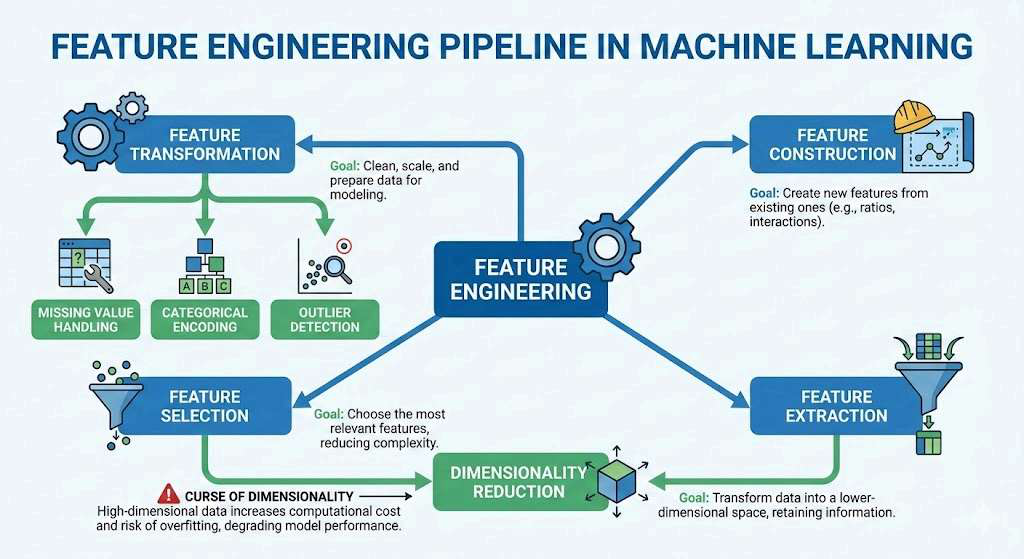 FEATURE ENGINEERING PIPELINE IN MACHINE LEARNING
FEATURE
TRANSFORMATION
Goal: Clean, scale, and
prepare data for
modeling.
FEATURE
CONSTRUCTION
Goal: Create new features from
existing ones (e.g., ratios,
interactions).
?
A B C
MISSING VALUE
HANDLING
CATEGORICAL
ENCODING
OUTLIER
DETECTION
FEATURE
ENGINEERING
FEATURE
SELECTION
Goal: Choose the most
relevant features,
reducing complexity.
FEATURE
EXTRACTION
CURSE OF DIMENSIONALITY
High-dimensional data increases computational cost
and risk of overfitting, degrading model performance.
DIMENSIONALITY
REDUCTION
Goal: Transform data into a lower-
dimensional space, retaining information.